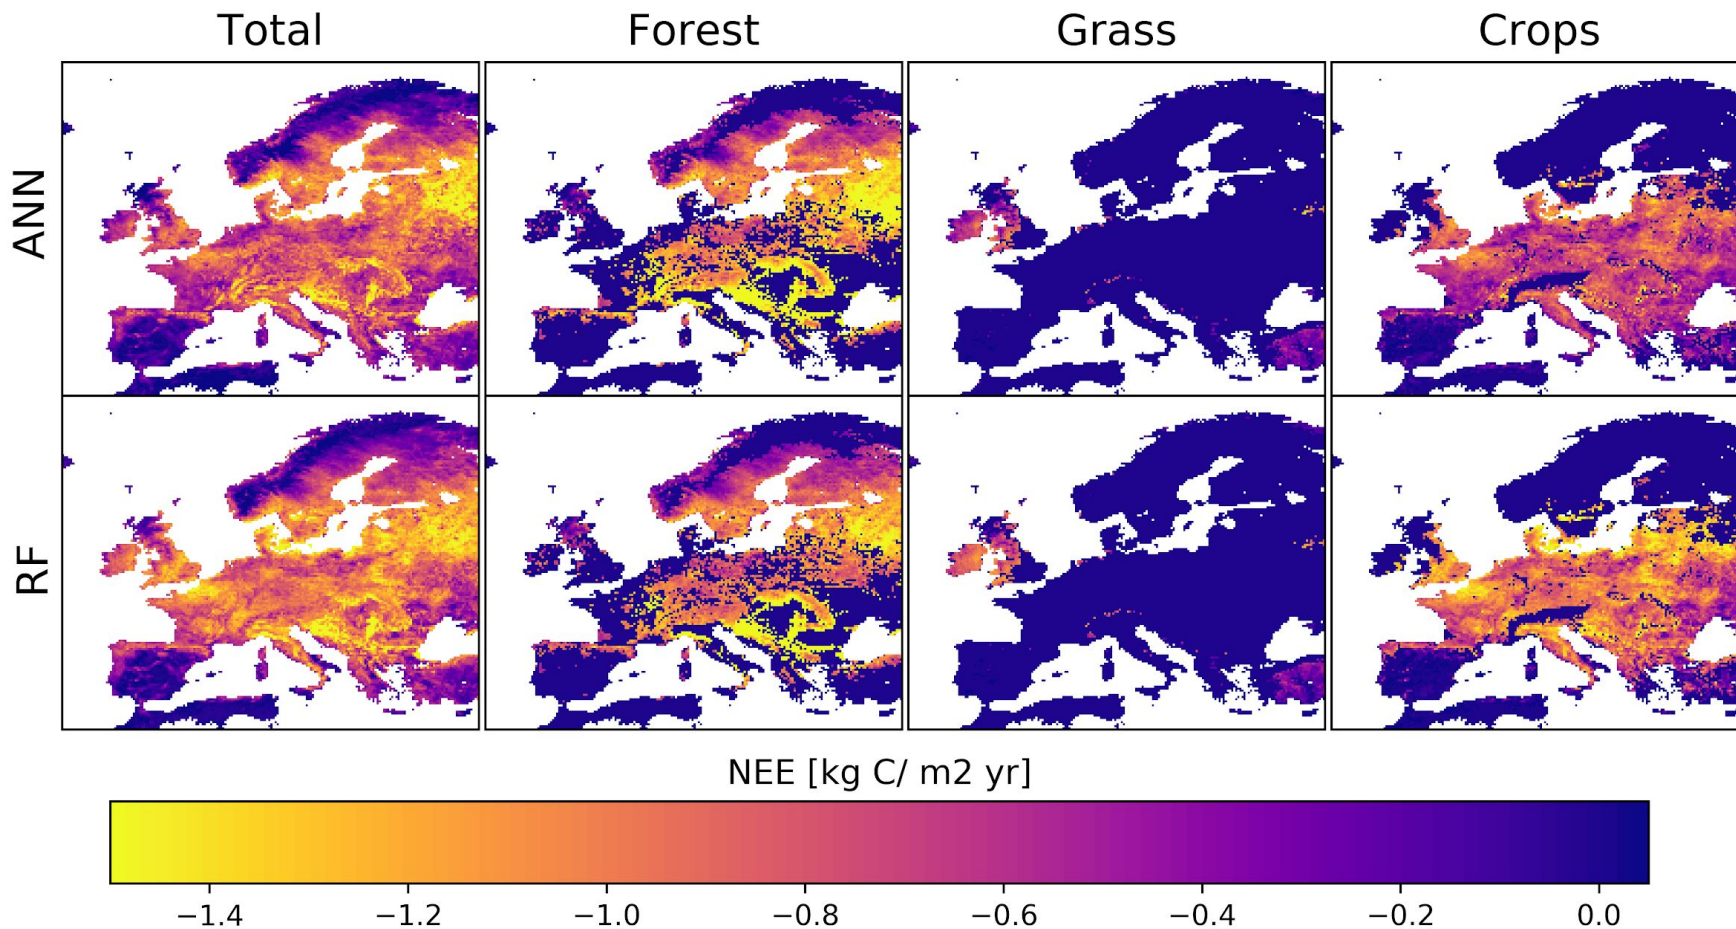 Total Forest Grass Crops
ANN
RF
NEE [kg C/ m2 yr]
−1.4 −1.2 −1.0 −0.8 −0.6 −0.4 −0.2 0.0